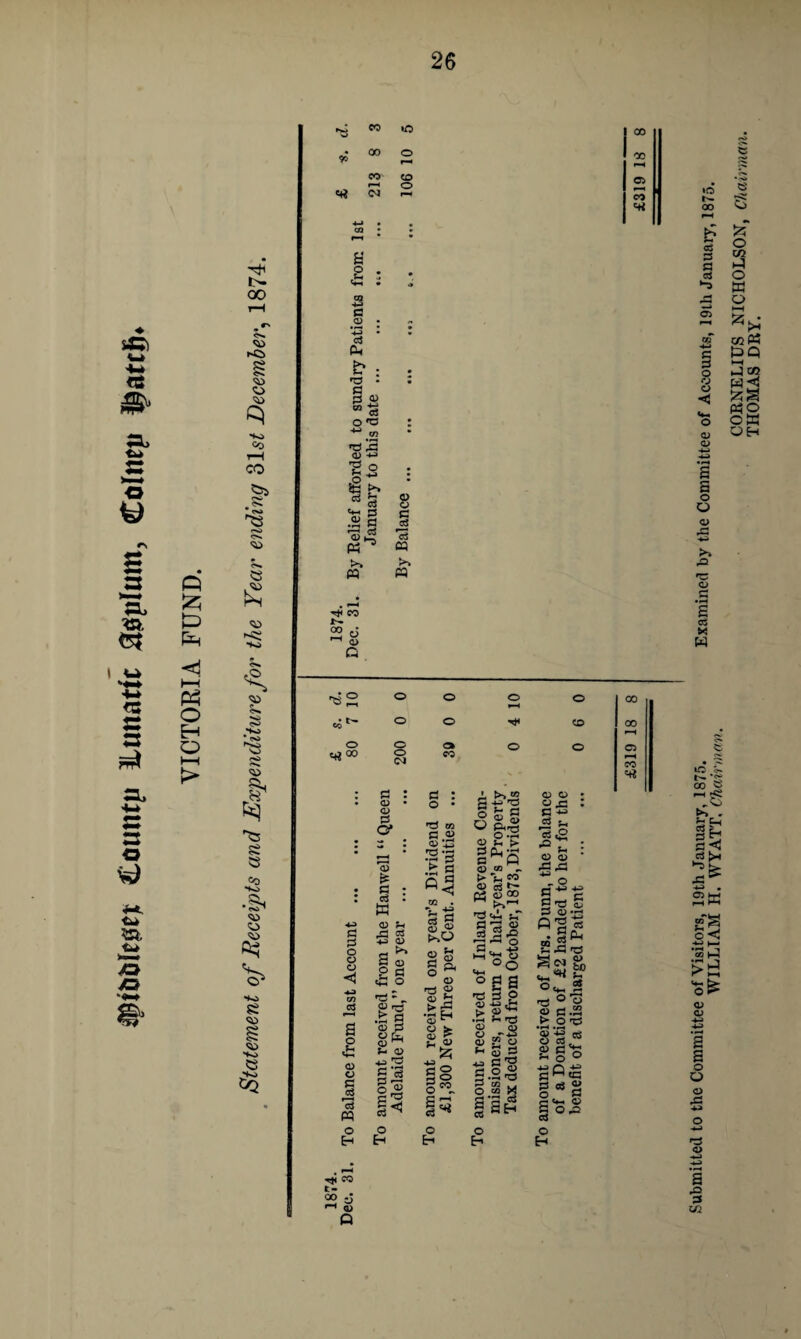 26
Middlesex County Lunatic Asylum, Colney Hatch.
VICTORIA FUND.
Statement of Receipts and Expenditure for the Year ending 31st December, 1874.
1874. £ s. d.
Dec. 31. To Balance from last Account ... ... ... 80 7 10
To amount received from the Hanwell “Queen
Adelaide Fund,” one year ... ... ... 200 0 0
To amount received one year's Dividend on
£1,300 New Three per Cent. Annuities ... 39 0 0
To amount received of Inland Revenue Com-
missioners, return of half-year's Property
Tax deducted from October, 1873, Dividends 0 4 10
To amount received of Mrs. Dunn, the balance
of a Donation of £2 handed to her for the
benefit of a discharged Patient ... ... 0 6 0
£319 18 8
1874. £ s. d.
Dec. 31. By Relief afforded to sundry Patients from 1st
January to this date ... ... ... ... 213 8 3
By Balance ... ... ... ... ... 106 10 5
£319 18 8
Submitted to the Committee of Visitors, 19th January, 1875.
WILLIAM H. WYATT, Chairman.
Examined by the Committee of Accounts, 19th January, 1875.
CORNELIUS NICHOLSON, Chairman.
THOMAS DRY.